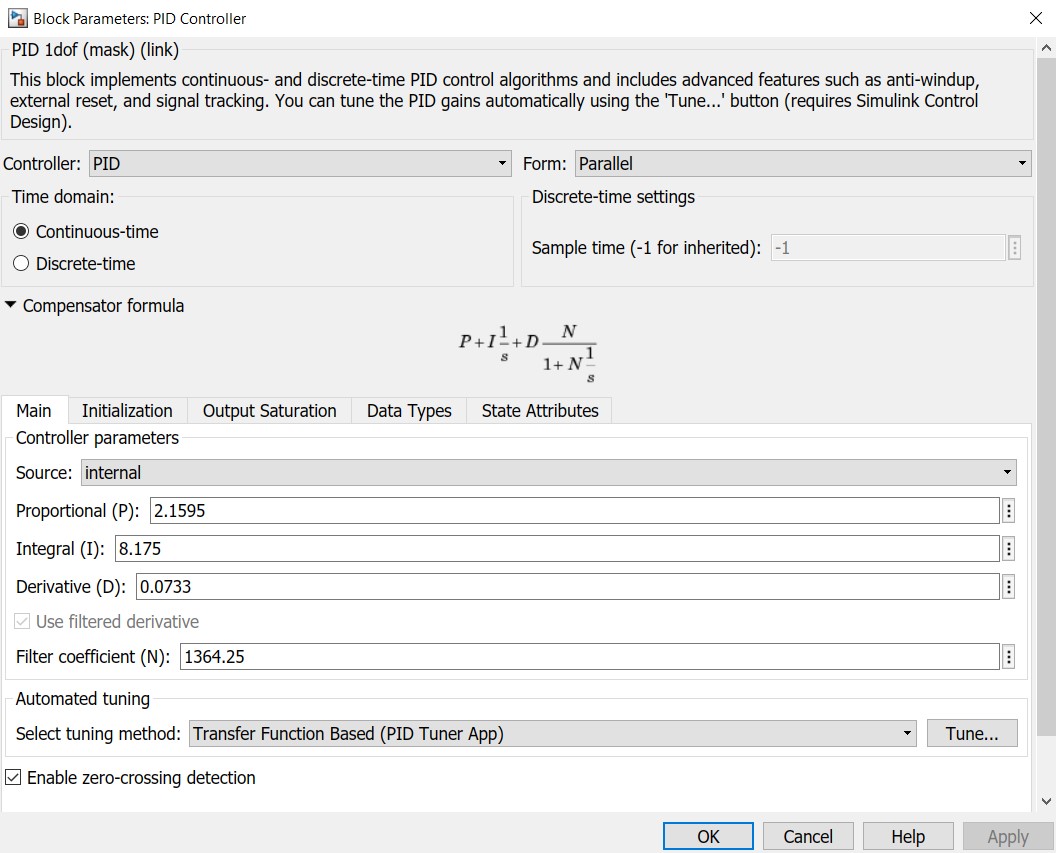 Block Parameters: PID Controller
PID 1dof (mask) (link)
This block implements continuous- and discrete-time PID control algorithms and includes advanced features such as anti-windup,
external reset, and signal tracking. You can tune the PID gains automatically using the 'Tune...' button (requires Simulink Control
Design).
Controller: PID Form: Parallel
Time domain:
Continuous-time
Discrete-time
Discrete-time settings
Sample time (-1 for inherited): -1
Compensator formula
P + I 1/s + D N/(1 + N 1/s)
Main Initialization Output Saturation Data Types State Attributes
Controller parameters
Source: internal
Proportional (P): 2.1595
Integral (I): 8.175
Derivative (D): 0.0733
Use filtered derivative
Filter coefficient (N): 1364.25
Automated tuning
Select tuning method: Transfer Function Based (PID Tuner App) Tune...
Enable zero-crossing detection
OK Cancel Help Apply